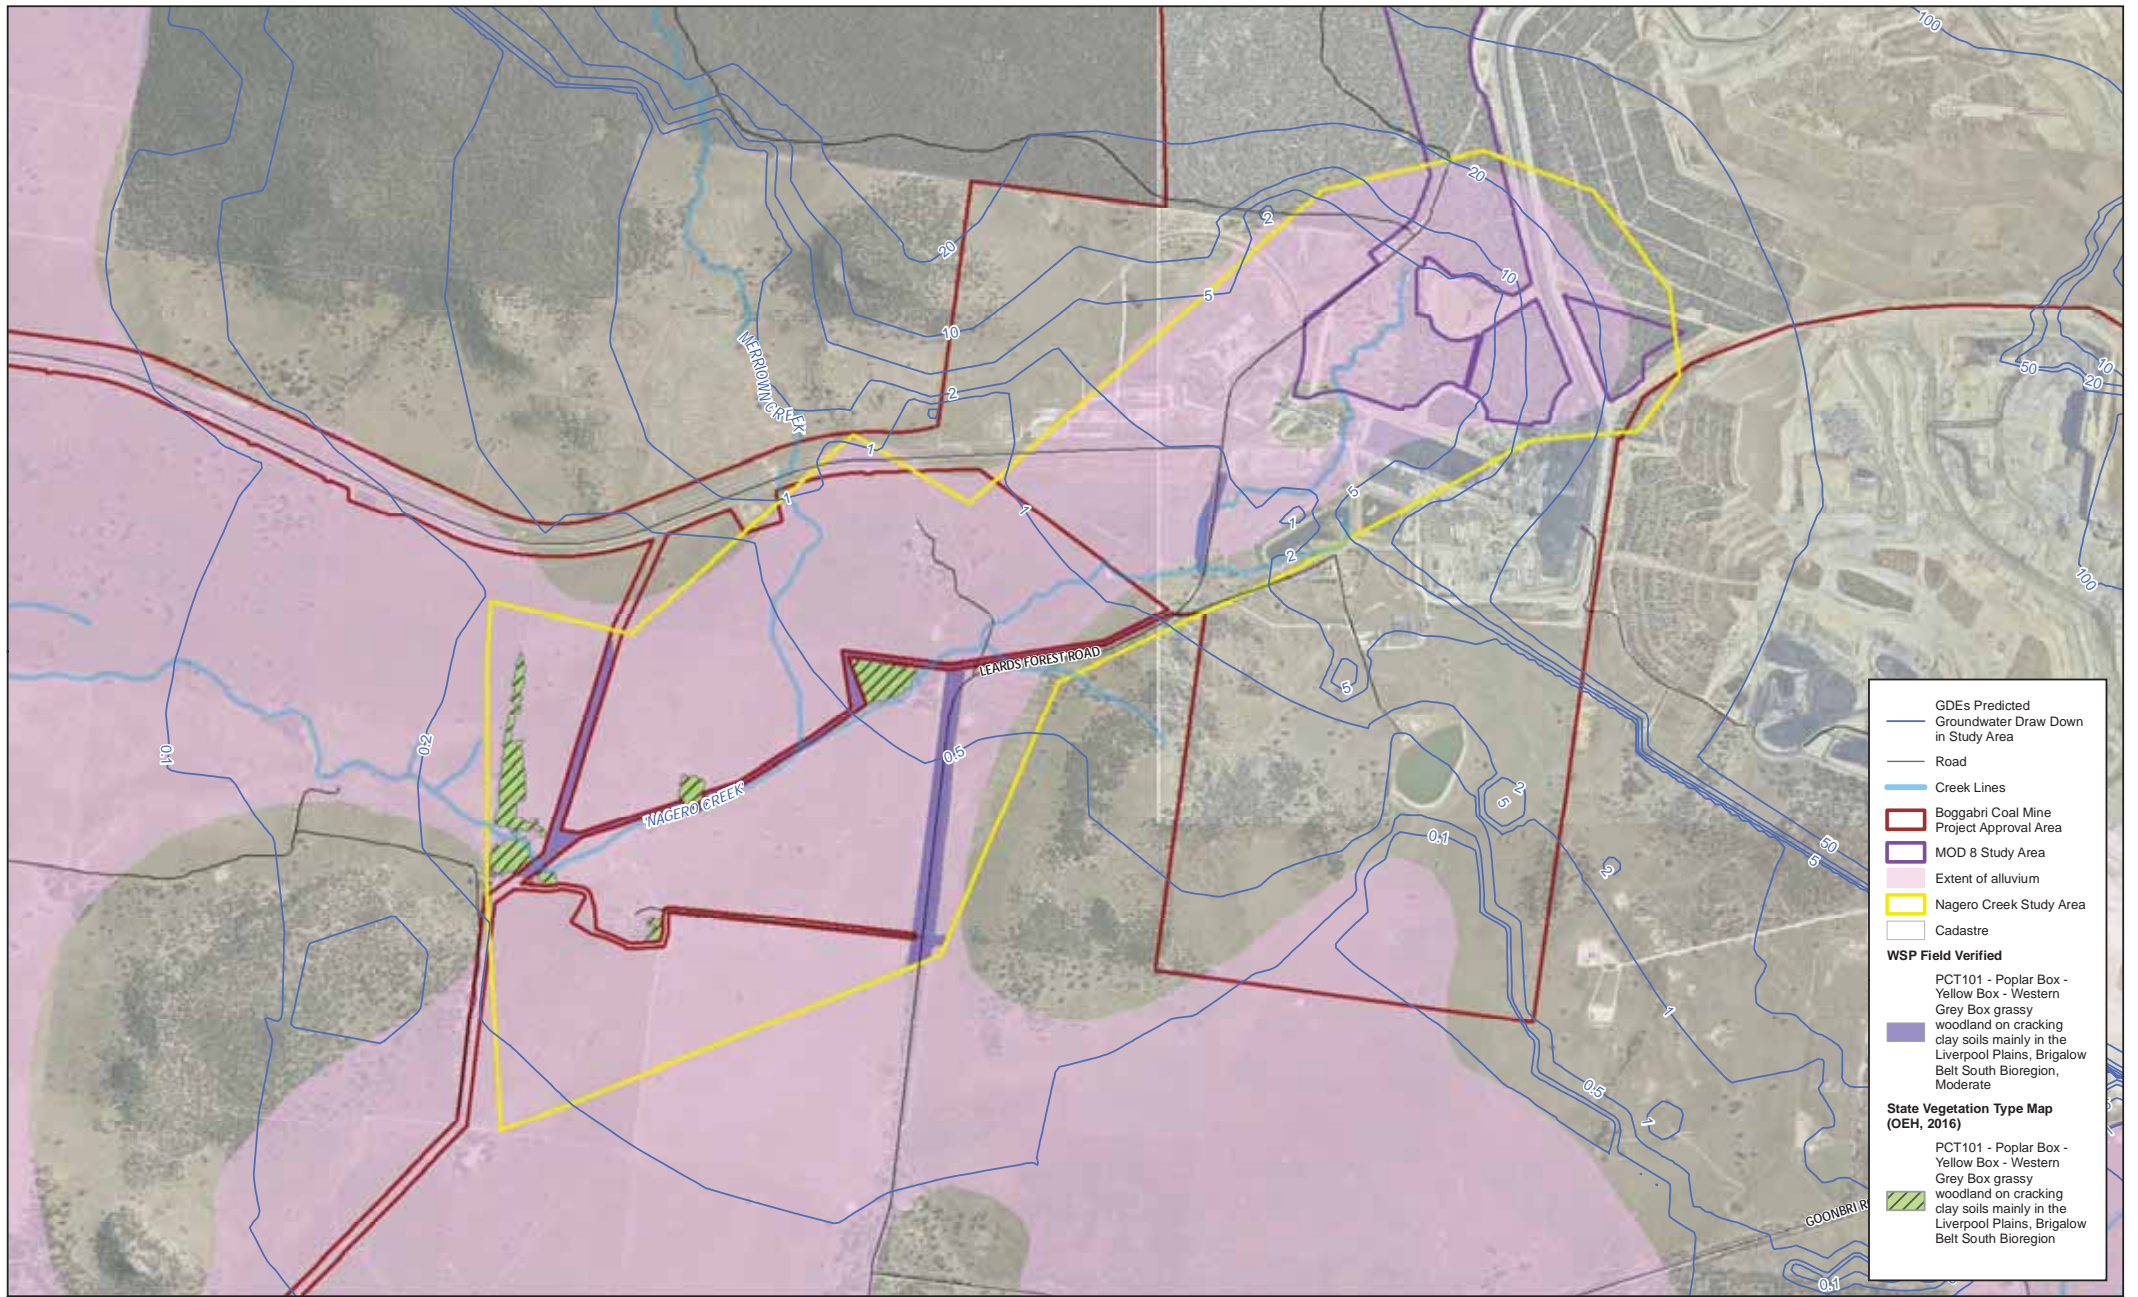 100
20
2
20
10
5
10
50
10
20
MERRIOWN CREEK
2
1
1
1
5
1
2
100
LEARDS FOREST ROAD
5
0.1
0.2
0.5
NAGERO CREEK
2
5
0.1
50
5
2
1
0.5
1
GOONBRI R
0.1
GDEs Predicted
Groundwater Draw Down
in Study Area
Road
Creek Lines
Boggabri Coal Mine
Project Approval Area
MOD 8 Study Area
Extent of alluvium
Nagero Creek Study Area
Cadastre
WSP Field Verified
PCT101 - Poplar Box -
Yellow Box - Western
Grey Box grassy
woodland on cracking
clay soils mainly in the
Liverpool Plains, Brigalow
Belt South Bioregion,
Moderate
State Vegetation Type Map
(OEH, 2016)
PCT101 - Poplar Box -
Yellow Box - Western
Grey Box grassy
woodland on cracking
clay soils mainly in the
Liverpool Plains, Brigalow
Belt South Bioregion